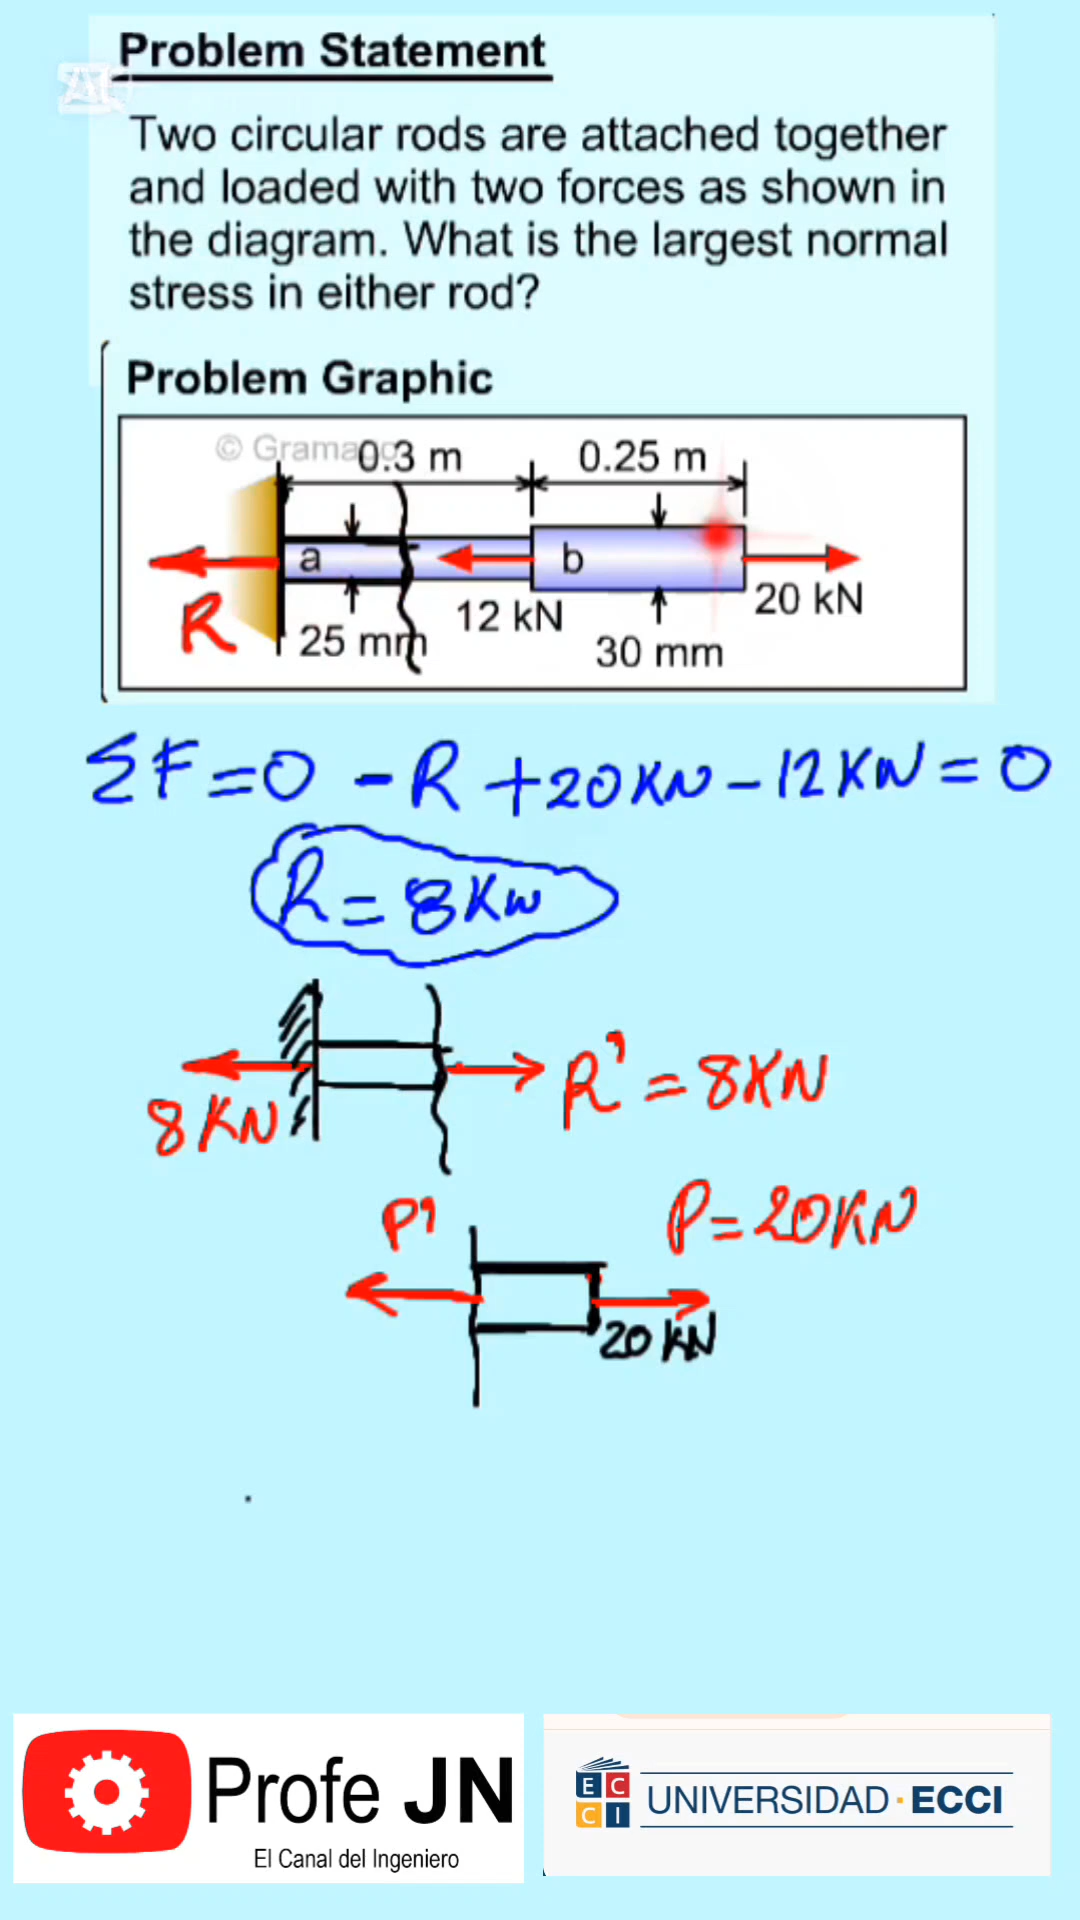 Problem Statement
Two circular rods are attached together
and loaded with two forces as shown in
the diagram. What is the largest normal
stress in either rod?
Problem Graphic
0.3 m
0.25 m
a
b
R
25 mm
12 kN
30 mm
20 kN
ΣF=0 -R+20KN-12KN=0
R=8KN
8KN
R'=8KN
P'
P=20KN
20 kN
Profe JN
El Canal del Ingeniero
E C
C I
UNIVERSIDAD·ECCI